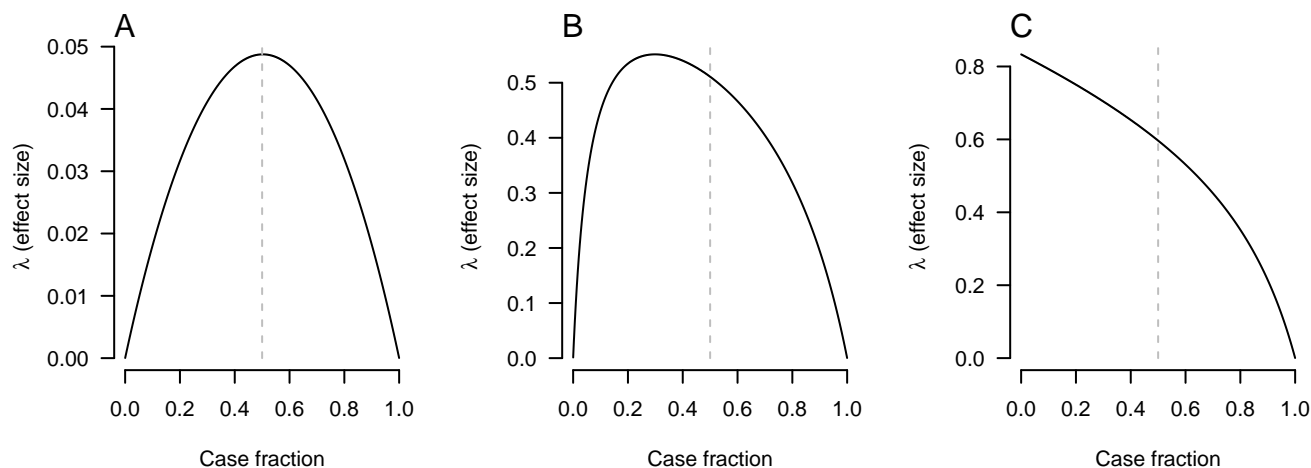 A
λ (effect size)
0.05
0.04
0.03
0.02
0.01
0.00
0.0 0.2 0.4 0.6 0.8 1.0
Case fraction
B
λ (effect size)
0.5
0.4
0.3
0.2
0.1
0.0
0.0 0.2 0.4 0.6 0.8 1.0
Case fraction
C
λ (effect size)
0.8
0.6
0.4
0.2
0.0
0.0 0.2 0.4 0.6 0.8 1.0
Case fraction